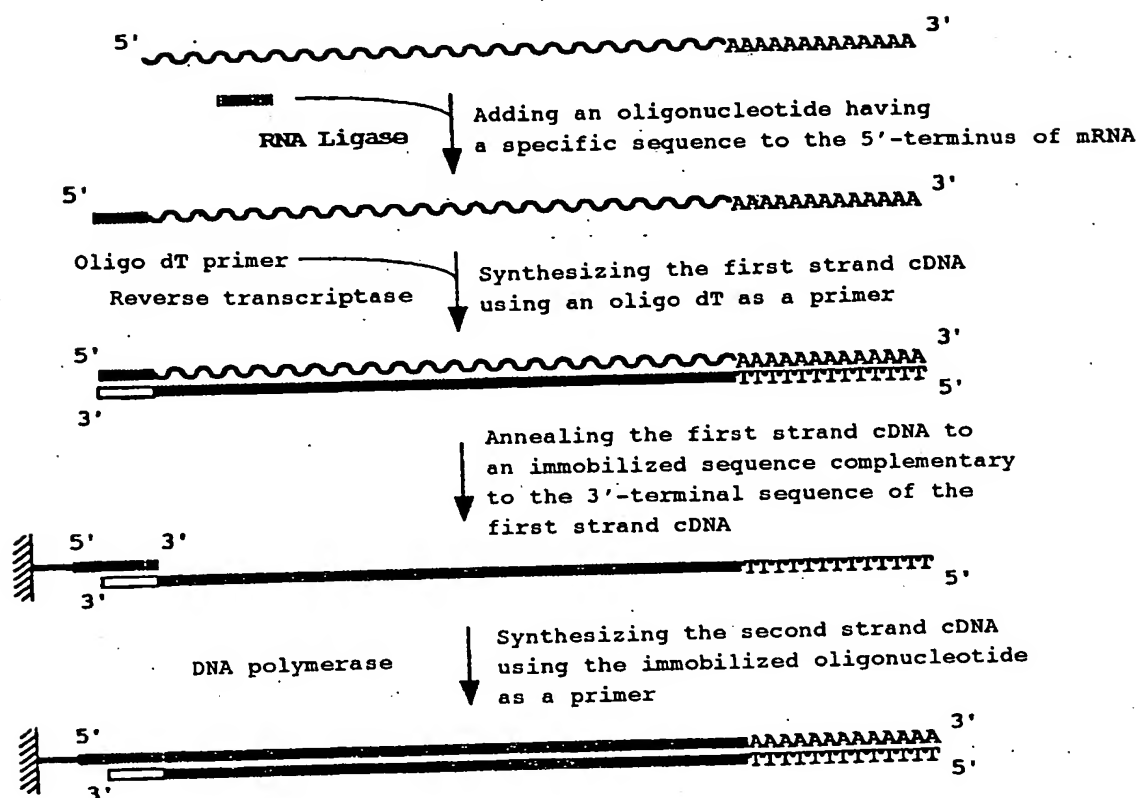 5' 3'
AAAAAAAAAAAAA
RNA Ligase
Adding an oligonucleotide having
a specific sequence to the 5'-terminus of mRNA
5' 3'
AAAAAAAAAAAAA
Oligo dT primer
Reverse transcriptase
Synthesizing the first strand cDNA
using an oligo dT as a primer
5' 3'
AAAAAAAAAAAAA
TTTTTTTTTTTTT
3' 5'
Annealing the first strand cDNA to
an immobilized sequence complementary
to the 3'-terminal sequence of the
first strand cDNA
5' 3'
TTTTTTTTTTTTT
3' 5'
DNA polymerase
Synthesizing the second strand cDNA
using the immobilized oligonucleotide
as a primer
5' 3'
AAAAAAAAAAAAA
TTTTTTTTTTTTT
3' 5'